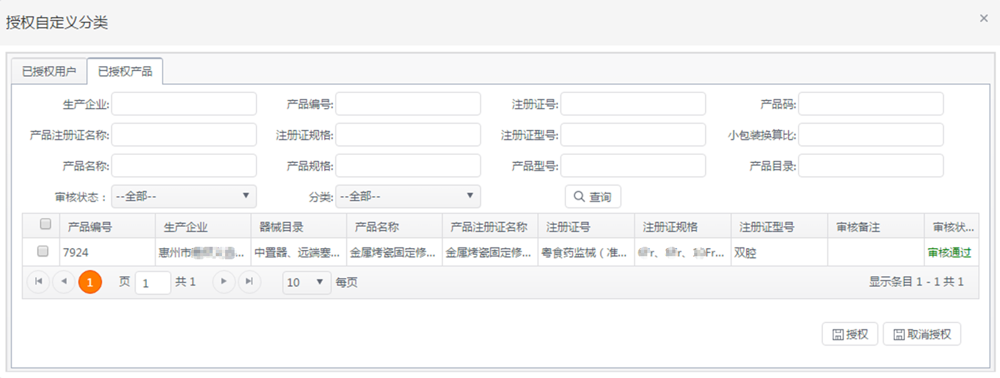 授权自定义分类
×
已授权用户 已授权产品
生产企业: 产品编号: 注册证号: 产品码:
产品注册证名称: 注册证规格: 注册证型号: 小包装换算比:
产品名称: 产品规格: 产品型号: 产品目录:
审核状态： --全部-- 分类: --全部-- 查询
产品编号 生产企业 器械目录 产品名称 产品注册证名称 注册证号 注册证规格 注册证型号 审核备注 审核状...
7924 惠州市 ... 中置器、远端塞... 金属烤瓷固定修... 金属烤瓷固定修... 粤食药监械（准... Fr、 Fr、1 Fr... 双腔 审核通过
1 页 1 共 1 10 每页 显示条目 1 - 1 共 1
授权 取消授权